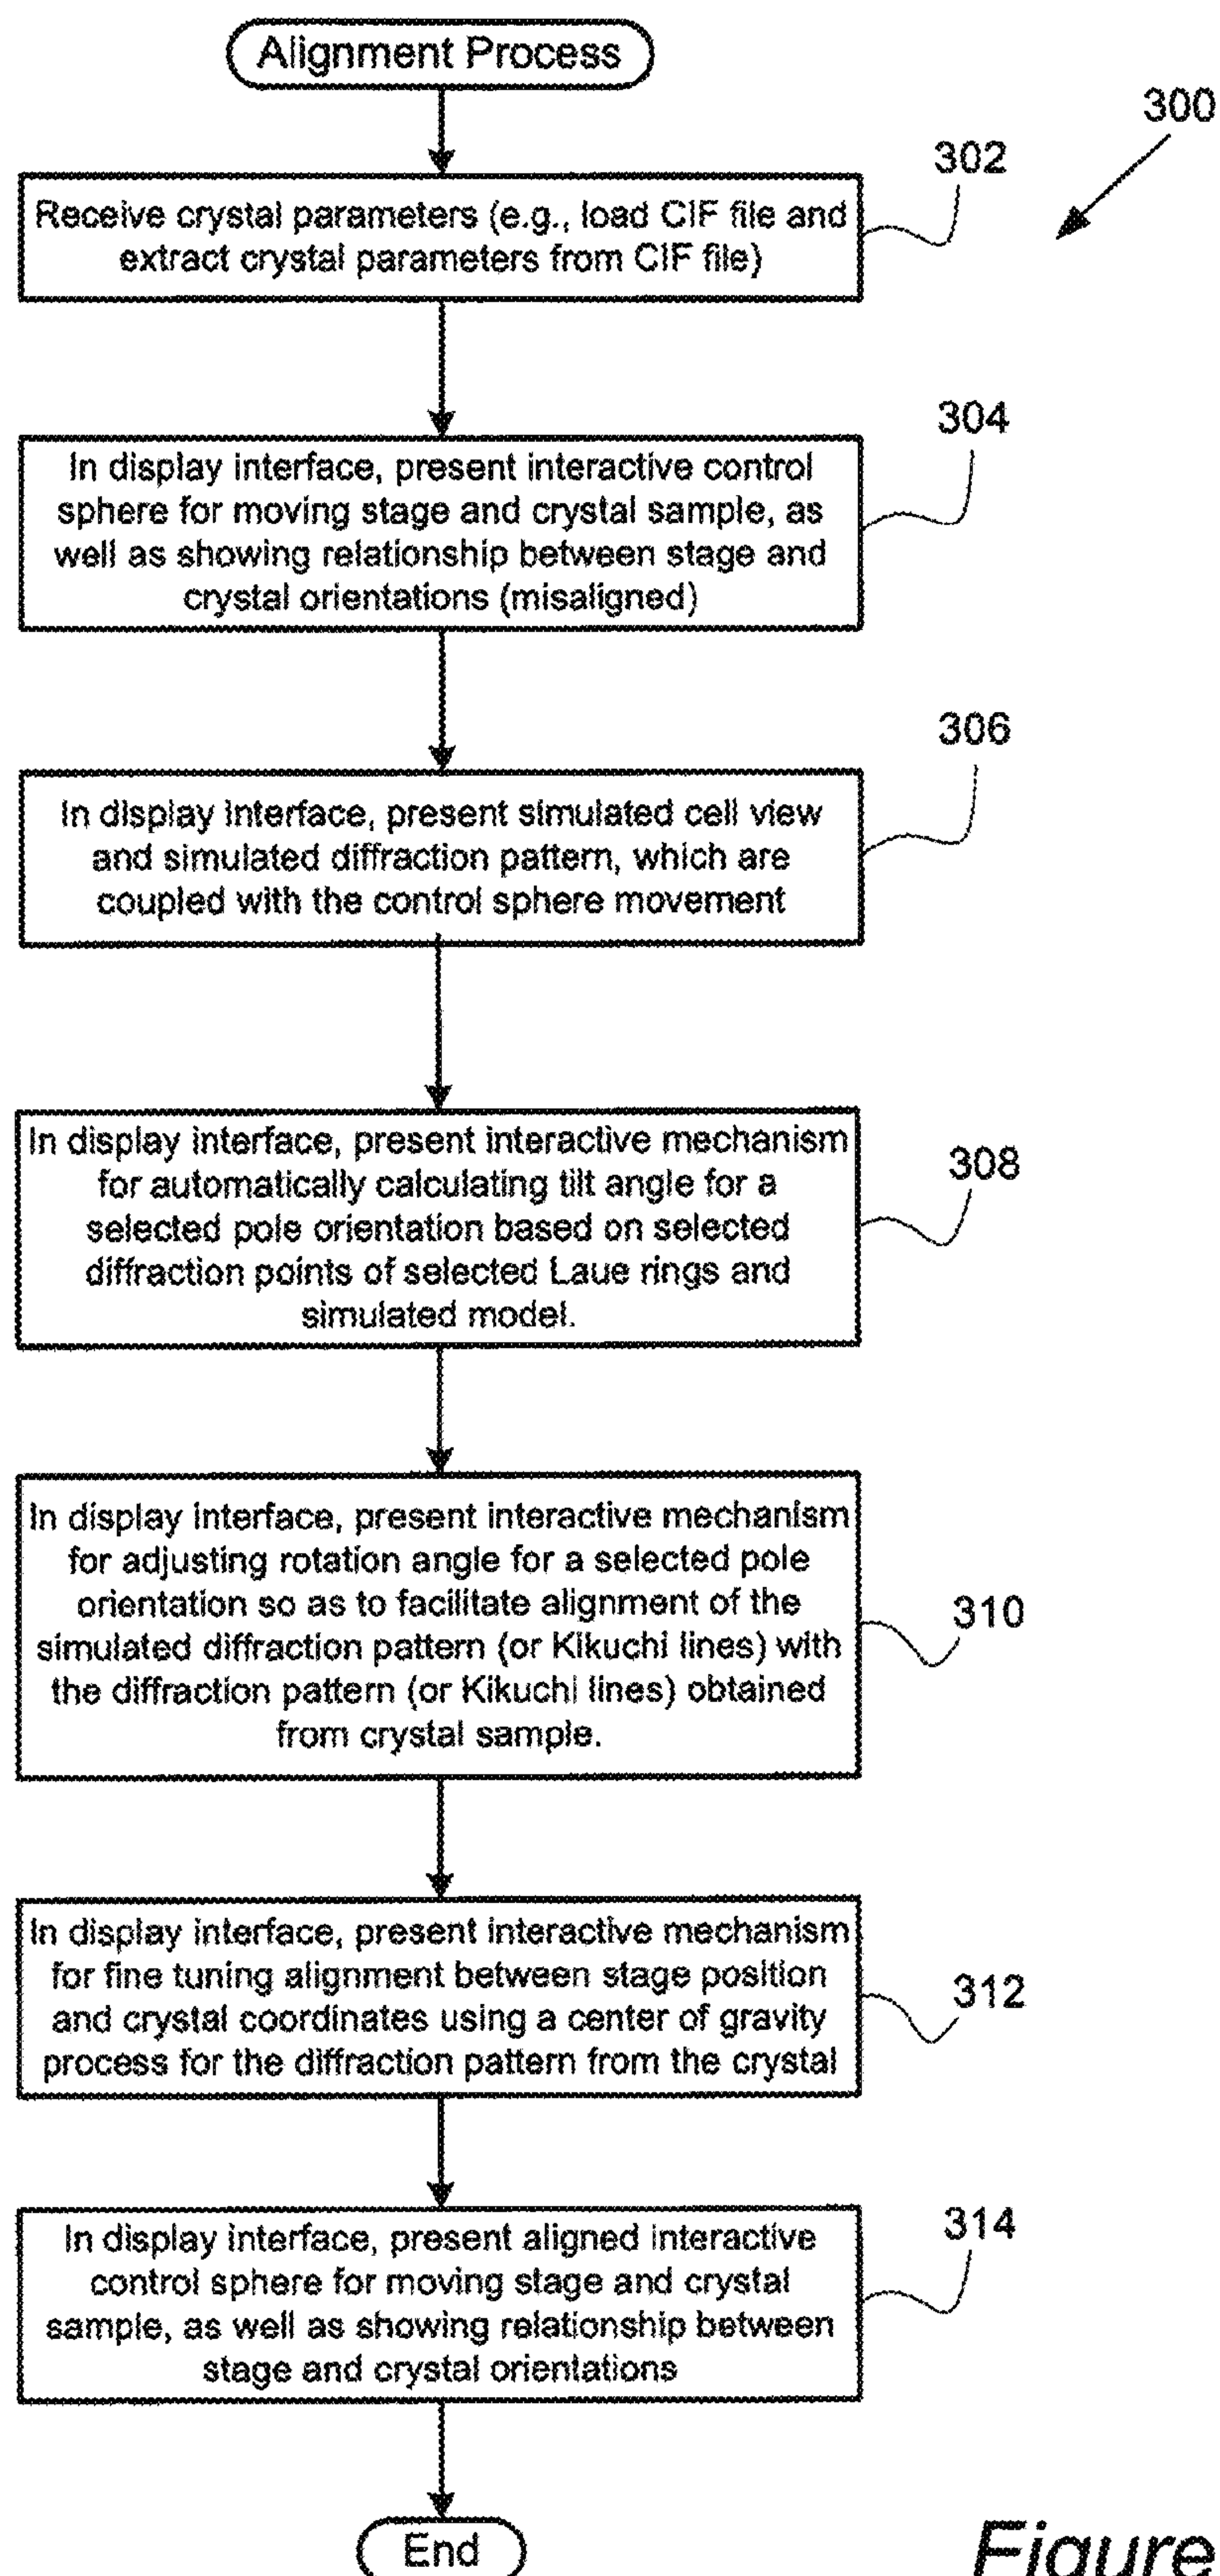 Alignment Process
300
302
Receive crystal parameters (e.g., load CIF file and
extract crystal parameters from CIF file)
304
In display interface, present interactive control
sphere for moving stage and crystal sample, as
well as showing relationship between stage and
crystal orientations (misaligned)
306
In display interface, present simulated cell view
and simulated diffraction pattern, which are
coupled with the control sphere movement
308
In display interface, present interactive mechanism
for automatically calculating tilt angle for a
selected pole orientation based on selected
diffraction points of selected Laue rings and
simulated model.
310
In display interface, present interactive mechanism
for adjusting rotation angle for a selected pole
orientation so as to facilitate alignment of the
simulated diffraction pattern (or Kikuchi lines) with
the diffraction pattern (or Kikuchi lines) obtained
from crystal sample.
312
In display interface, present interactive mechanism
for fine tuning alignment between stage position
and crystal coordinates using a center of gravity
process for the diffraction pattern from the crystal
314
In display interface, present aligned interactive
control sphere for moving stage and crystal
sample, as well as showing relationship between
stage and crystal orientations
End
Figure